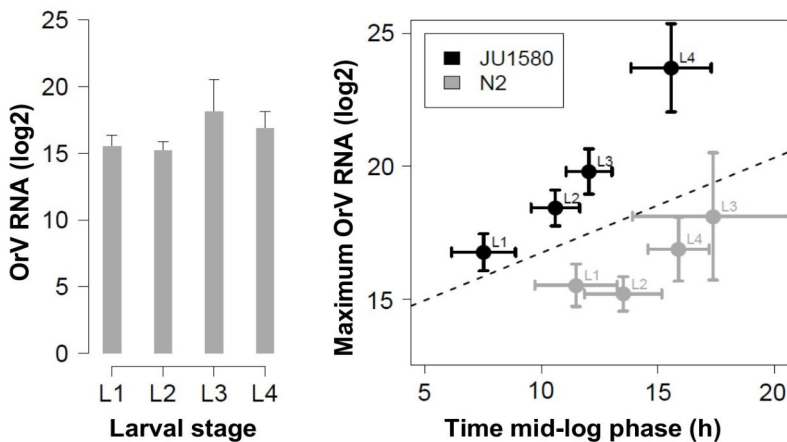 OrV RNA (log2)
25
20
15
10
5
0
L1 L2 L3 L4
Larval stage
Maximum OrV RNA (log2)
25
20
15
JU1580
N2
L4
L3
L2
L1
L3
L4
L1
L2
5 10 15 20
Time mid-log phase (h)